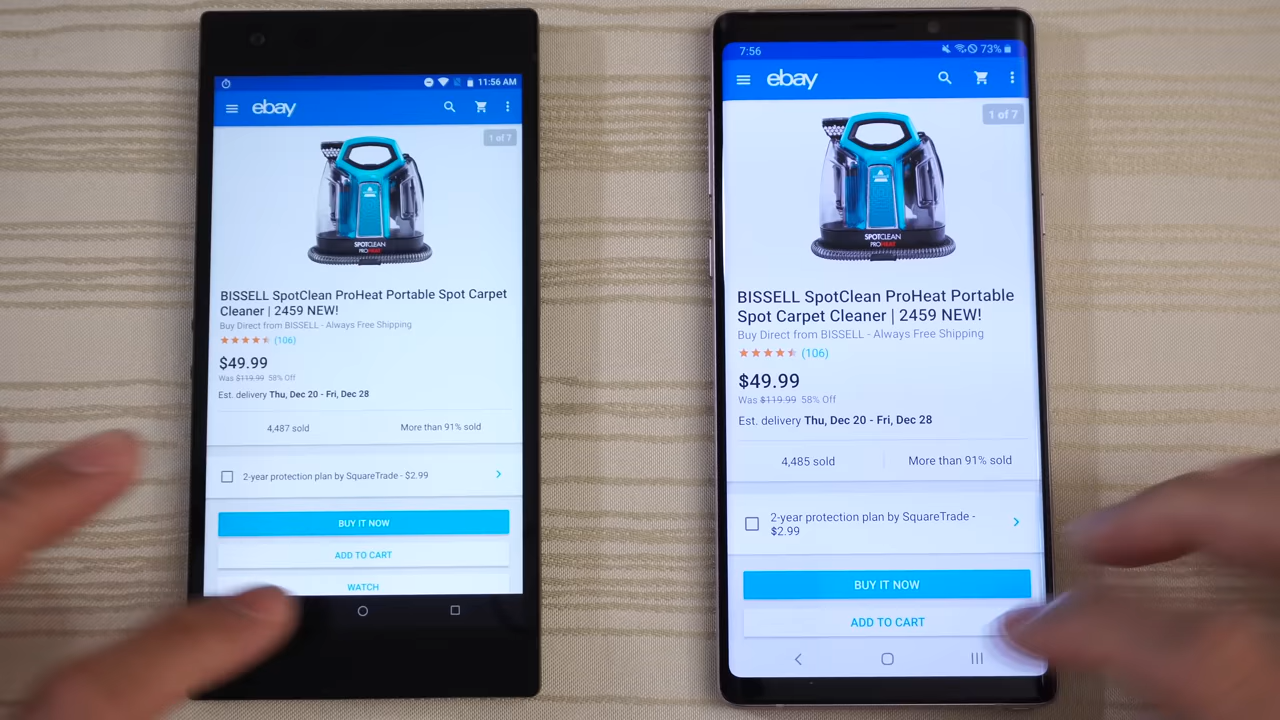 11:56 AM
ebay
1 of 7
SPOTCLEAN
PROHEAT
BISSELL SpotClean ProHeat Portable Spot Carpet
Cleaner | 2459 NEW!
Buy Direct from BISSELL - Always Free Shipping
(106)
$49.99
Was $119.99 58% Off
Est. delivery Thu, Dec 20 - Fri, Dec 28
4,487 sold
More than 91% sold
2-year protection plan by SquareTrade - $2.99
BUY IT NOW
ADD TO CART
WATCH
7:56
73%
ebay
1 of 7
SPOTCLEAN
PROHEAT
BISSELL SpotClean ProHeat Portable
Spot Carpet Cleaner | 2459 NEW!
Buy Direct from BISSELL - Always Free Shipping
(106)
$49.99
Was $119.99 58% Off
Est. delivery Thu, Dec 20 - Fri, Dec 28
4,485 sold
More than 91% sold
2-year protection plan by SquareTrade -
$2.99
BUY IT NOW
ADD TO CART